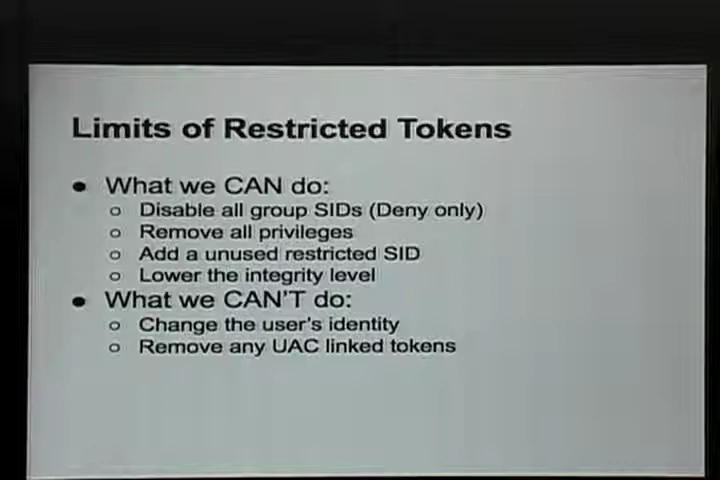 Limits of Restricted Tokens
● What we CAN do:
○ Disable all group SIDs (Deny only)
○ Remove all privileges
○ Add a unused restricted SID
○ Lower the integrity level
● What we CAN'T do:
○ Change the user's identity
○ Remove any UAC linked tokens